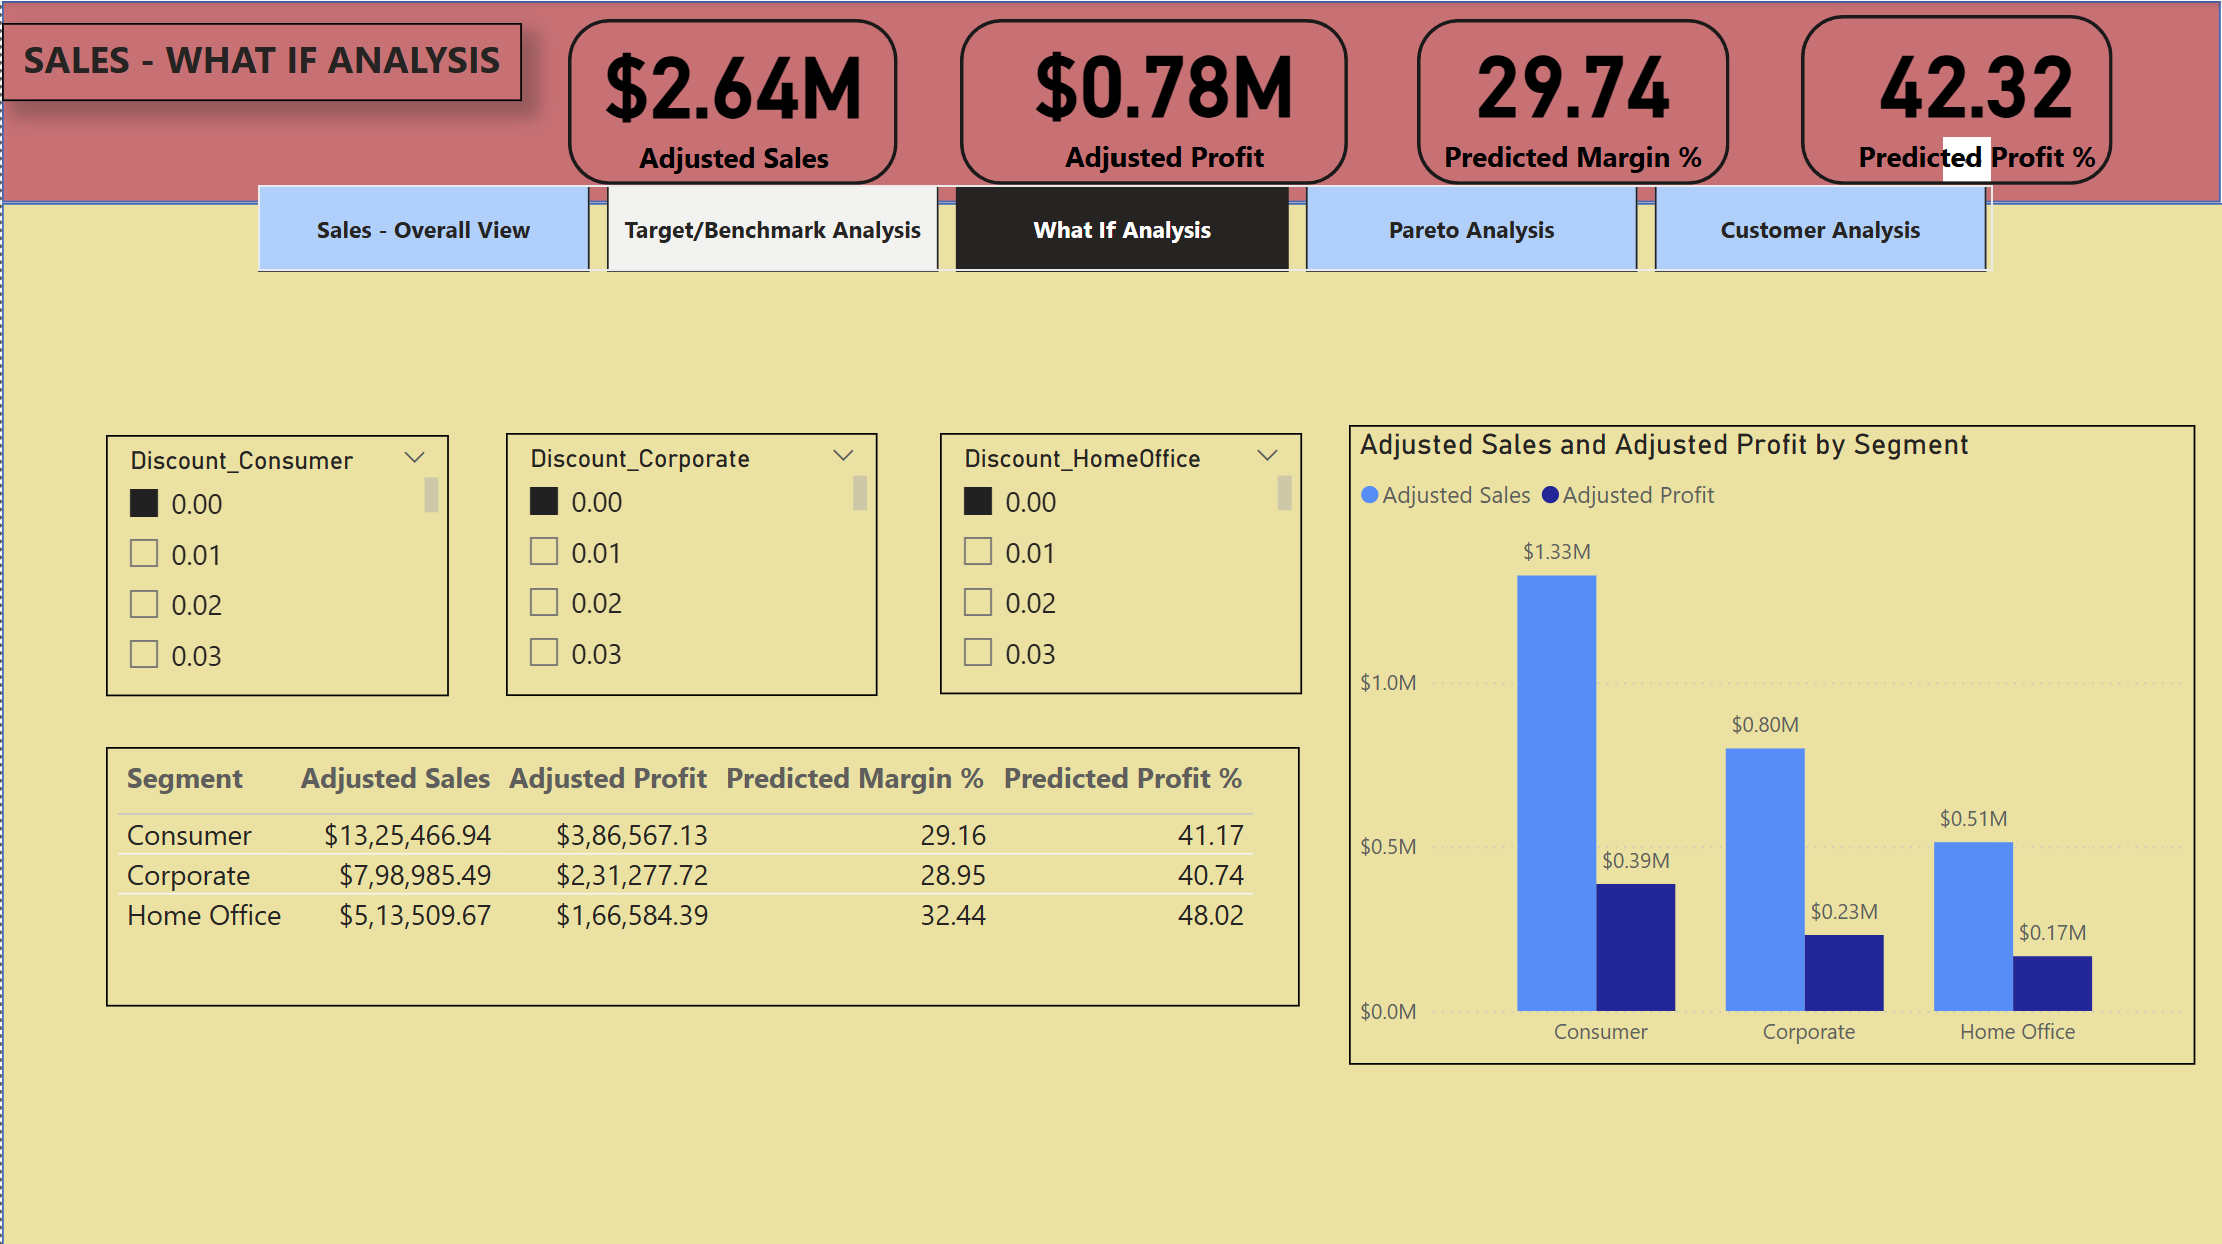 SALES - WHAT IF ANALYSIS
$2.64M
Adjusted Sales
$0.78M
Adjusted Profit
29.74
Predicted Margin %
42.32
Predicted Profit %
Sales - Overall View
Target/Benchmark Analysis
What If Analysis
Pareto Analysis
Customer Analysis
Discount_Consumer
0.00
0.01
0.02
0.03
Discount_Corporate
0.00
0.01
0.02
0.03
Discount_HomeOffice
0.00
0.01
0.02
0.03
Segment Adjusted Sales Adjusted Profit Predicted Margin % Predicted Profit %
Consumer $13,25,466.94 $3,86,567.13 29.16 41.17
Corporate $7,98,985.49 $2,31,277.72 28.95 40.74
Home Office $5,13,509.67 $1,66,584.39 32.44 48.02
Adjusted Sales and Adjusted Profit by Segment
Adjusted Sales Adjusted Profit
$1.33M
$1.0M
$0.80M
$0.51M
$0.5M
$0.39M
$0.23M
$0.17M
$0.0M
Consumer Corporate Home Office